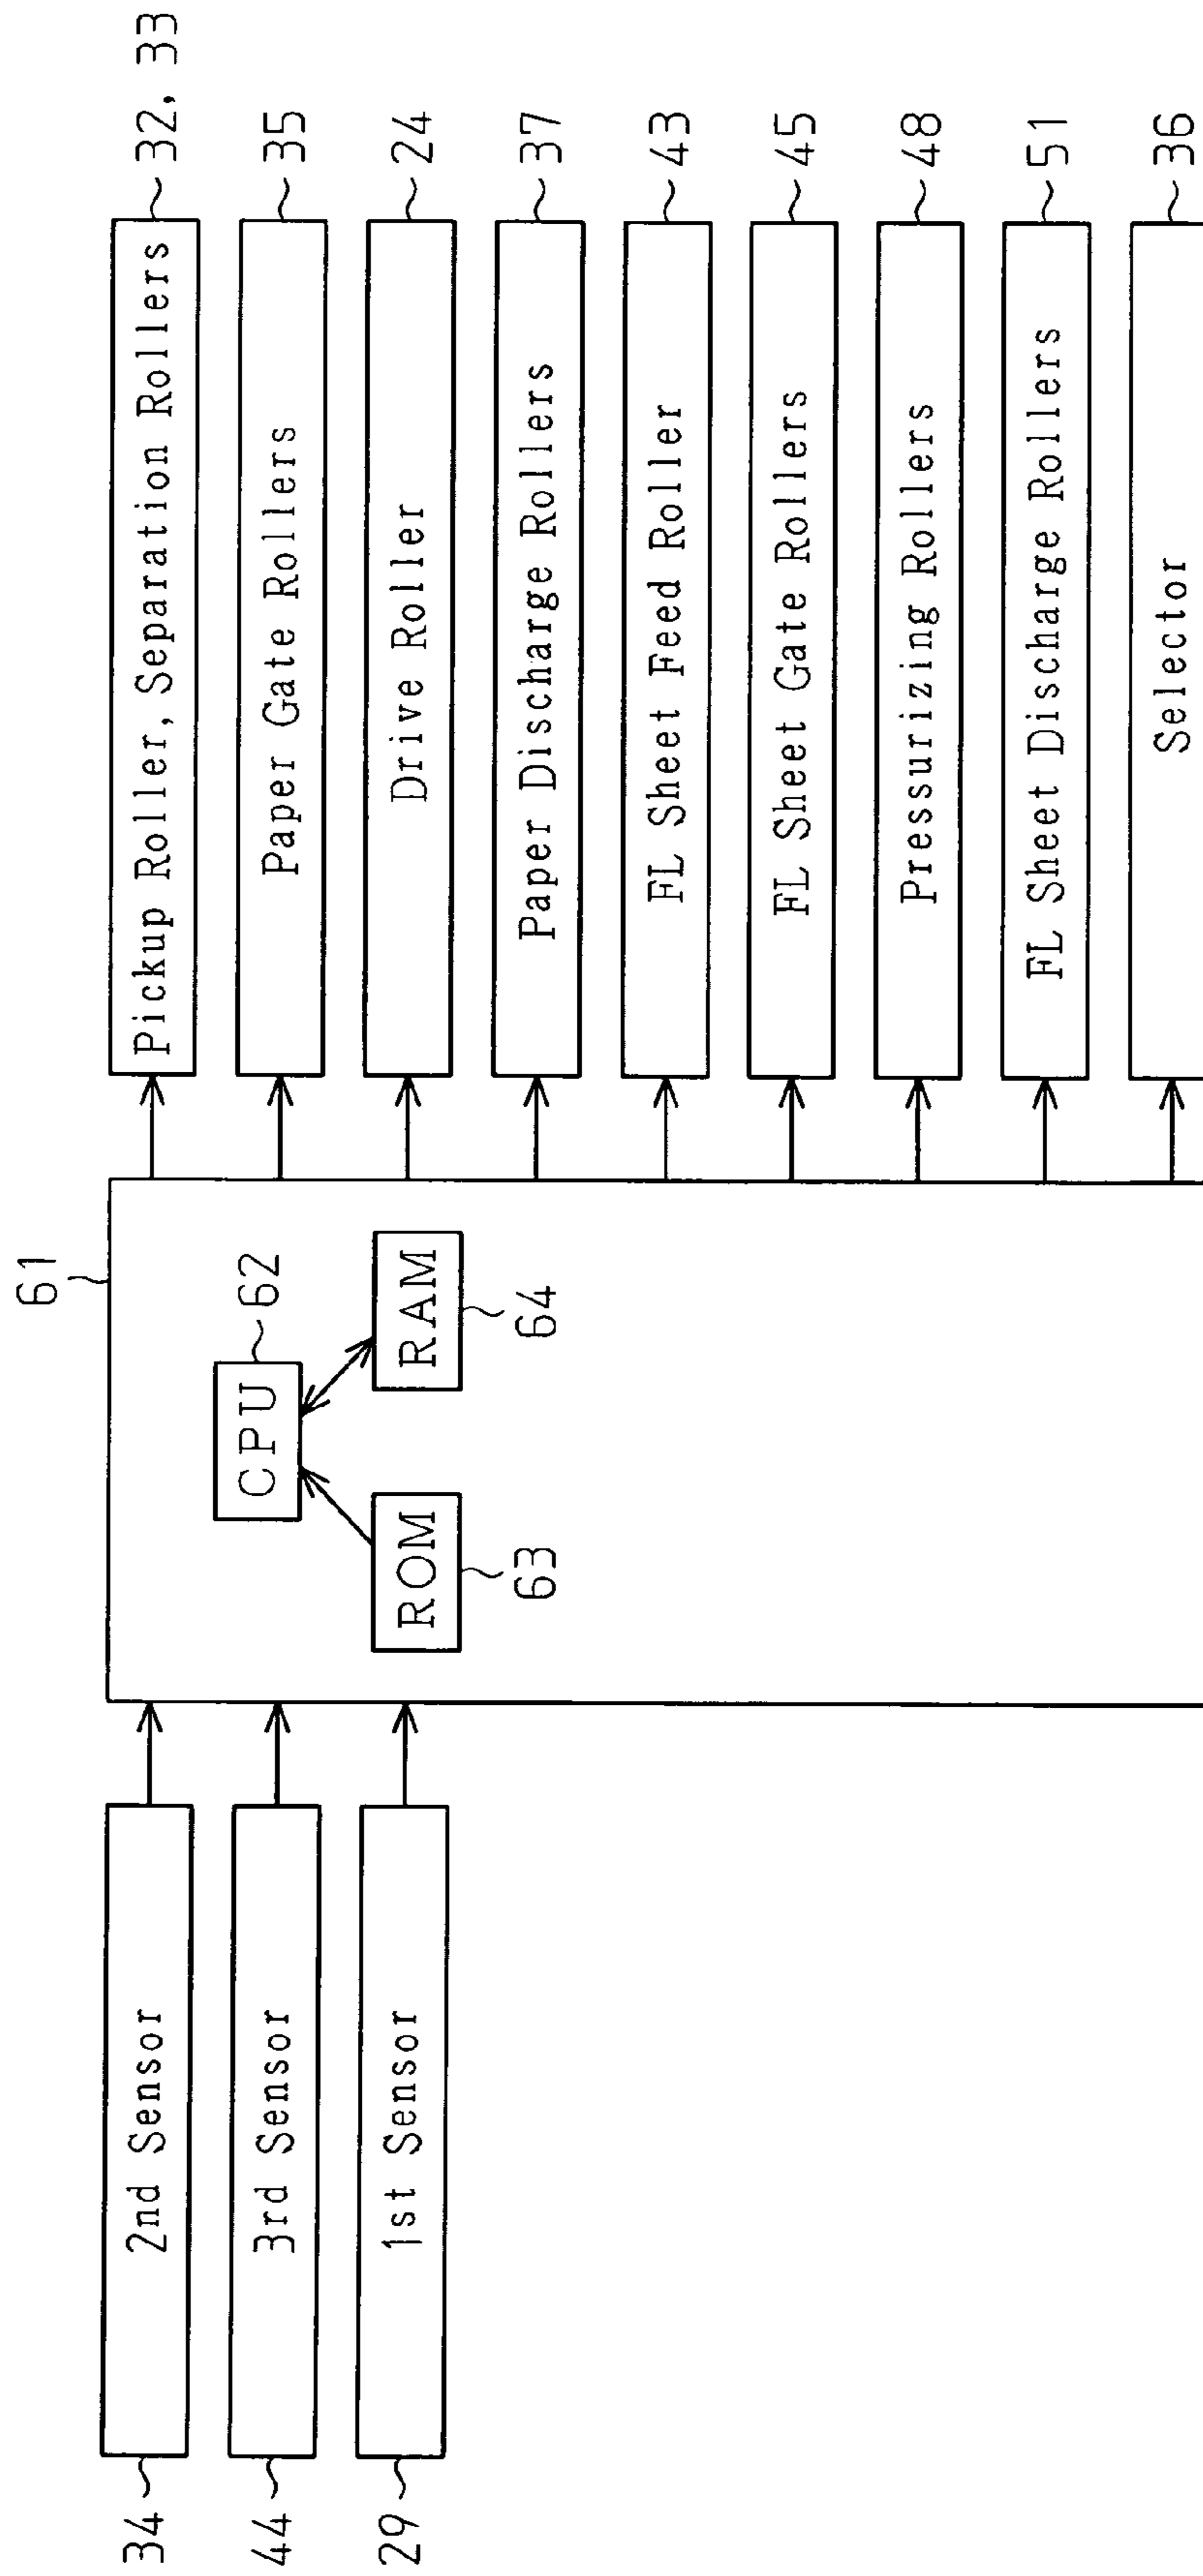 34
2nd Sensor
44
3rd Sensor
29
1st Sensor
61
CPU
62
ROM
63
RAM
64
Pickup Roller, Separation Rollers
32, 33
Paper Gate Rollers
35
Drive Roller
24
Paper Discharge Rollers
37
FL Sheet Feed Roller
43
FL Sheet Gate Rollers
45
Pressurizing Rollers
48
FL Sheet Discharge Rollers
51
Selector
36